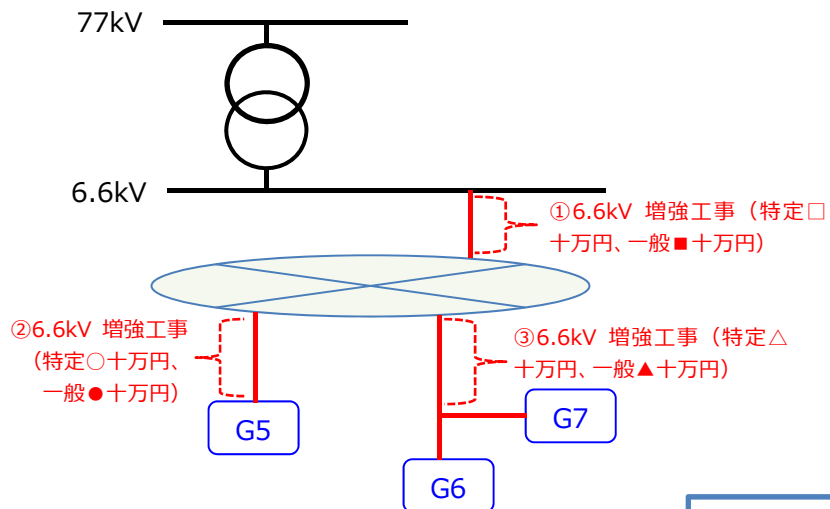 77kV
6.6kV
①6.6kV 増強工事（特定□
十万円、一般■十万円）
②6.6kV 増強工事
（特定○十万円、
一般●十万円）
③6.6kV 増強工事（特定△
十万円、一般▲十万円）
G5
G7
G6